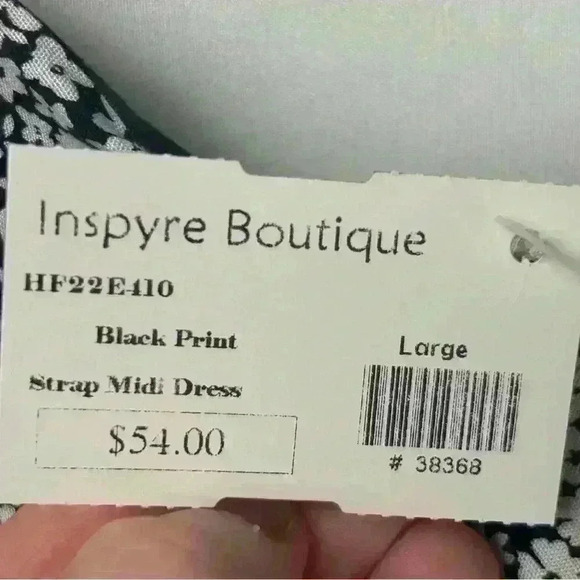 Inspyre Boutique
HF22E410
Black Print
Large
Strap Midi Dress
$54.00
# 38368